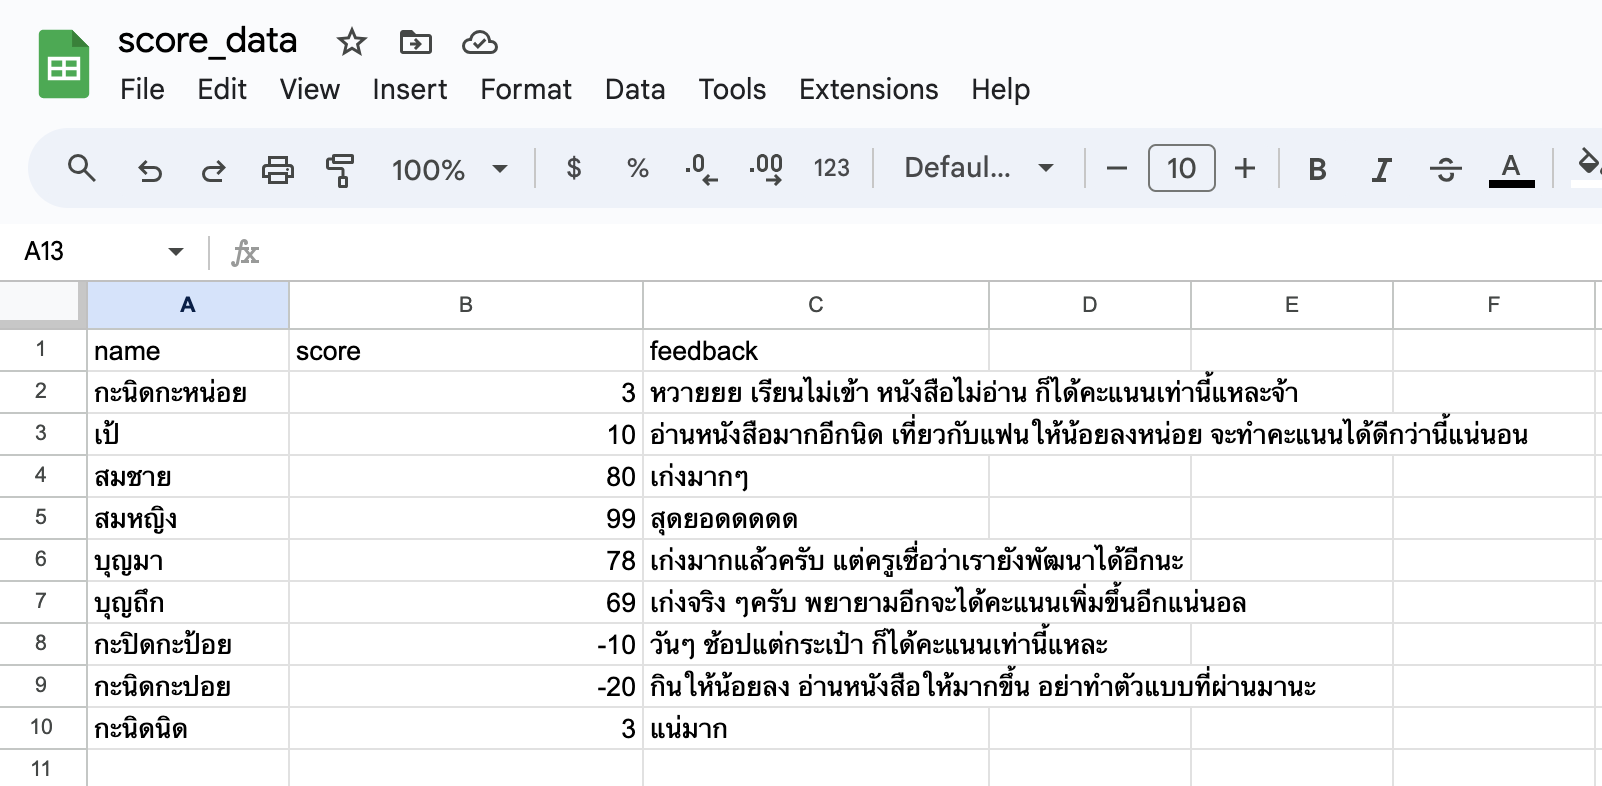 score_data
File Edit View Insert Format Data Tools Extensions Help
100% $ % .0 .00 123 Defaul... 10 B I S A
A13 fx
A B C D E F
1 name score feedback
2 กะนิดกะหน่อย 3 หวายยย เรียนไม่เข้า หนังสือไม่อ่าน ก็ได้คะแนนเท่านี้แหละจ้า
3 เป้ 10 อ่านหนังสือมากอีกนิด เที่ยวกับแฟนให้น้อยลงหน่อย จะทำคะแนนได้ดีกว่านี้แน่นอน
4 สมชาย 80 เก่งมากๆ
5 สมหญิง 99 สุดยอดดดดด
6 บุญมา 78 เก่งมากแล้วครับ แต่ครูเชื่อว่าเรายังพัฒนาได้อีกนะ
7 บุญถึก 69 เก่งจริง ๆครับ พยายามอีกจะได้คะแนนเพิ่มขึ้นอีกแน่นอล
8 กะปิดกะป้อย -10 วันๆ ช้อปแต่กระเป๋า ก็ได้คะแนนเท่านี้แหละ
9 กะนิดกะปอย -20 กินให้น้อยลง อ่านหนังสือให้มากขึ้น อย่าทำตัวแบบที่ผ่านมานะ
10 กะนิดนิด 3 แน่มาก
11